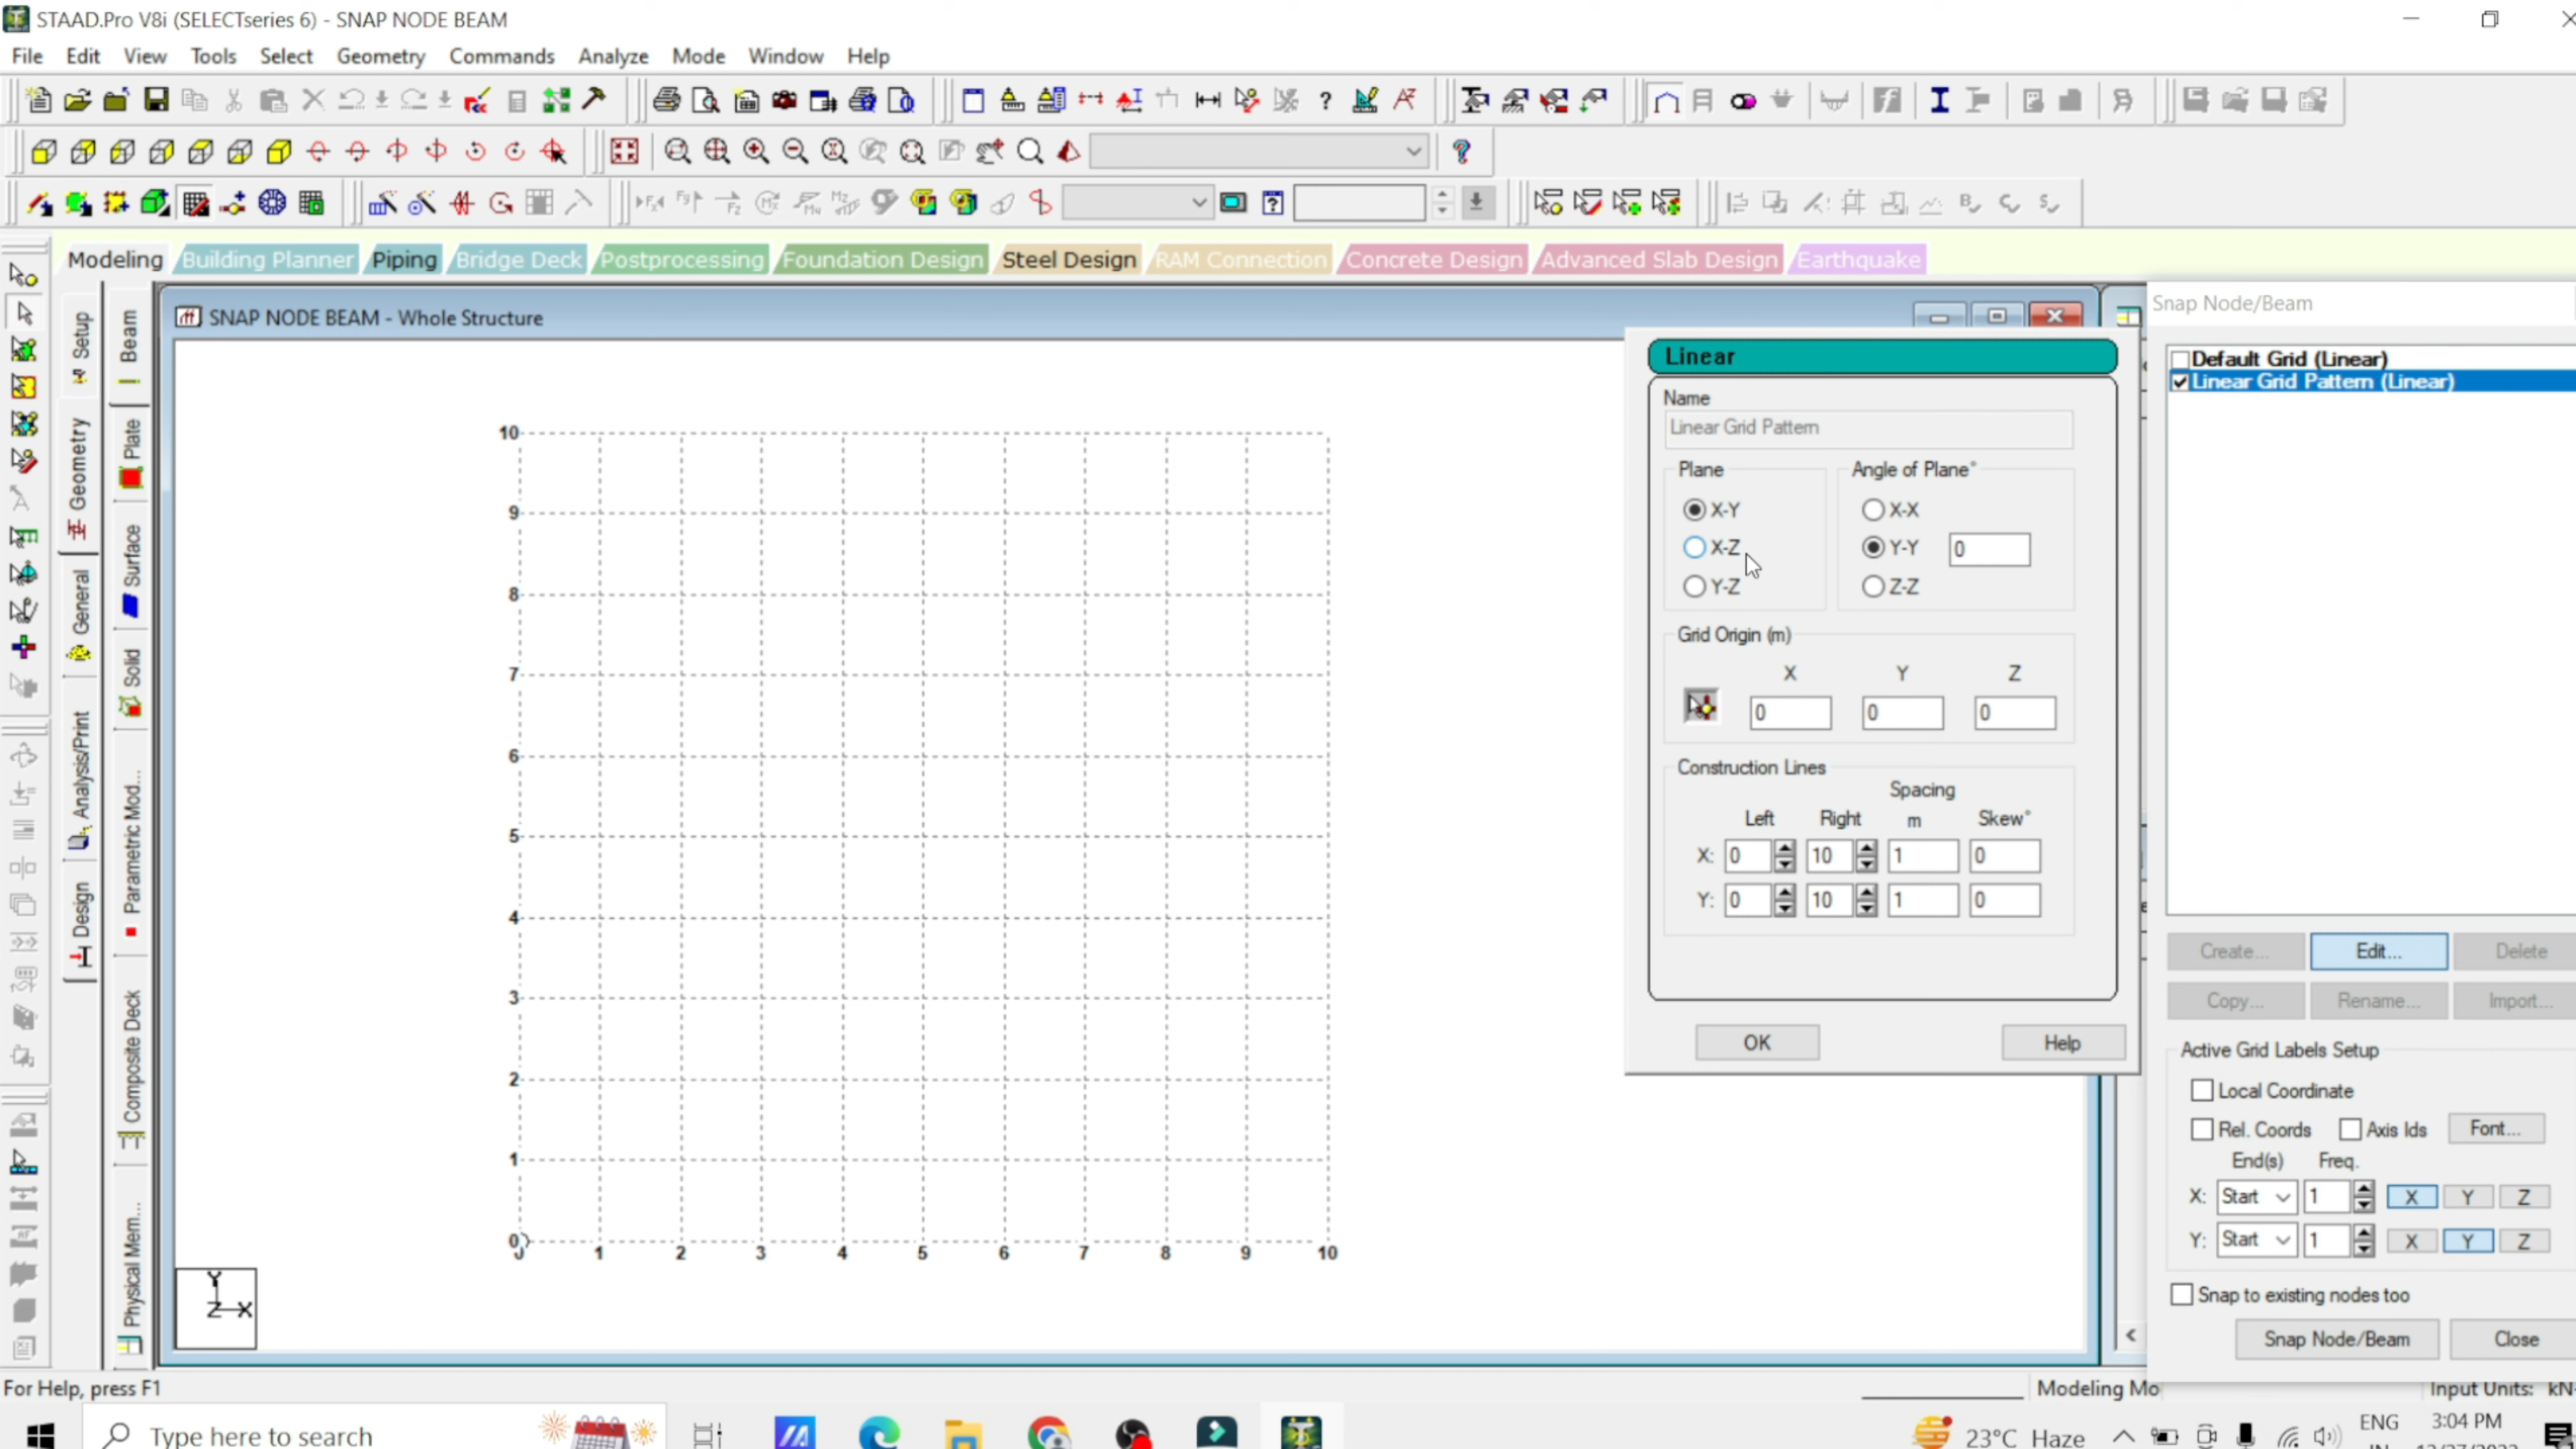 STAAD.Pro V8i (SELECTseries 6) - SNAP NODE BEAM
File Edit View Tools Select Geometry Commands Analyze Mode Window Help
Modeling Building Planner Piping Bridge Deck Postprocessing Foundation Design Steel Design RAM Connection Concrete Design Advanced Slab Design Earthquake
Setup
Geometry
General
Analysis/Print
Design
Beam
Plate
Surface
Solid
Parametric Mod...
Composite Deck
Physical Mem...
SNAP NODE BEAM - Whole Structure
10
9
8
7
6
5
4
3
2
1
0
0 1 2 3 4 5 6 7 8 9 10
Y
Z X
Linear
Name
Linear Grid Pattern
Plane
X-Y
X-Z
Y-Z
Angle of Plane°
X-X
Y-Y 0
Z-Z
Grid Origin (m)
X Y Z
0 0 0
Construction Lines
Spacing
Left Right m Skew°
X: 0 10 1 0
Y: 0 10 1 0
OK Help
Snap Node/Beam
Default Grid (Linear)
Linear Grid Pattern (Linear)
Create... Edit... Delete
Copy... Rename... Import...
Active Grid Labels Setup
Local Coordinate
Rel. Coords Axis Ids Font...
End(s) Freq.
X: Start 1 X Y Z
Y: Start 1 X Y Z
Snap to existing nodes too
Snap Node/Beam Close
For Help, press F1
Modeling Mo
Input Units: kN-
Type here to search
23°C Haze
ENG
3:04 PM